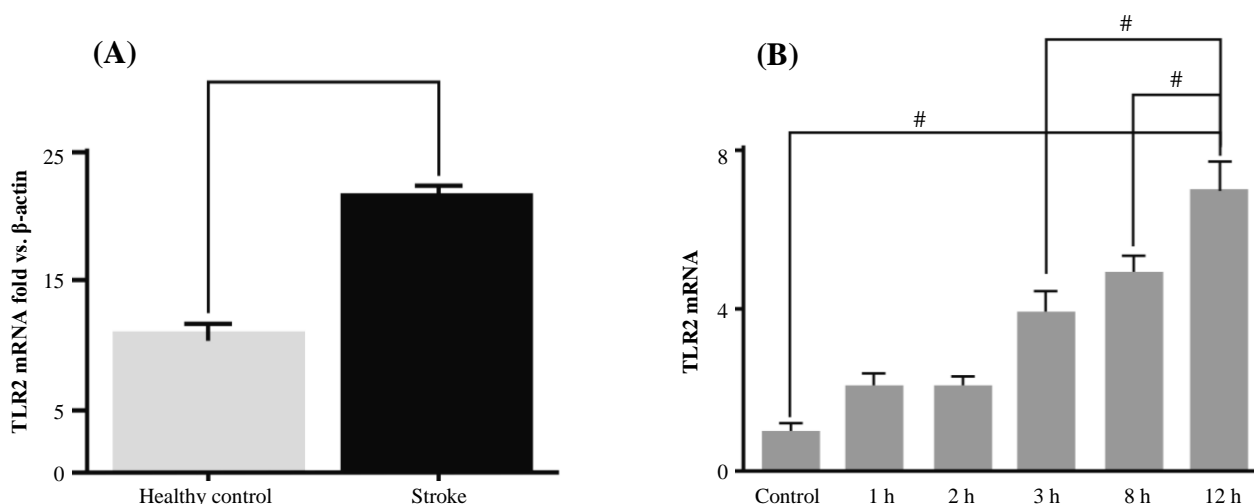 (A)
TLR2 mRNA fold vs. β-actin
25
15
5
0
Healthy control
Stroke
(B)
#
#
#
TLR2 mRNA
8
4
0
Control
1 h
2 h
3 h
8 h
12 h